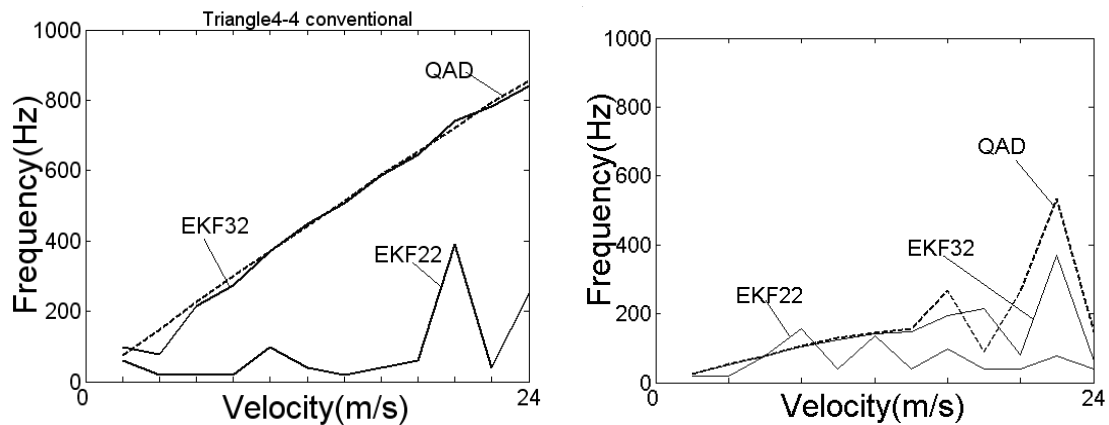 Triangle4-4 conventional
1000
800
600
400
200
0
Frequency(Hz)
QAD
EKF32
EKF22
0
Velocity(m/s)
24
1000
800
600
400
200
0
Frequency(Hz)
QAD
EKF32
EKF22
0
Velocity(m/s)
24